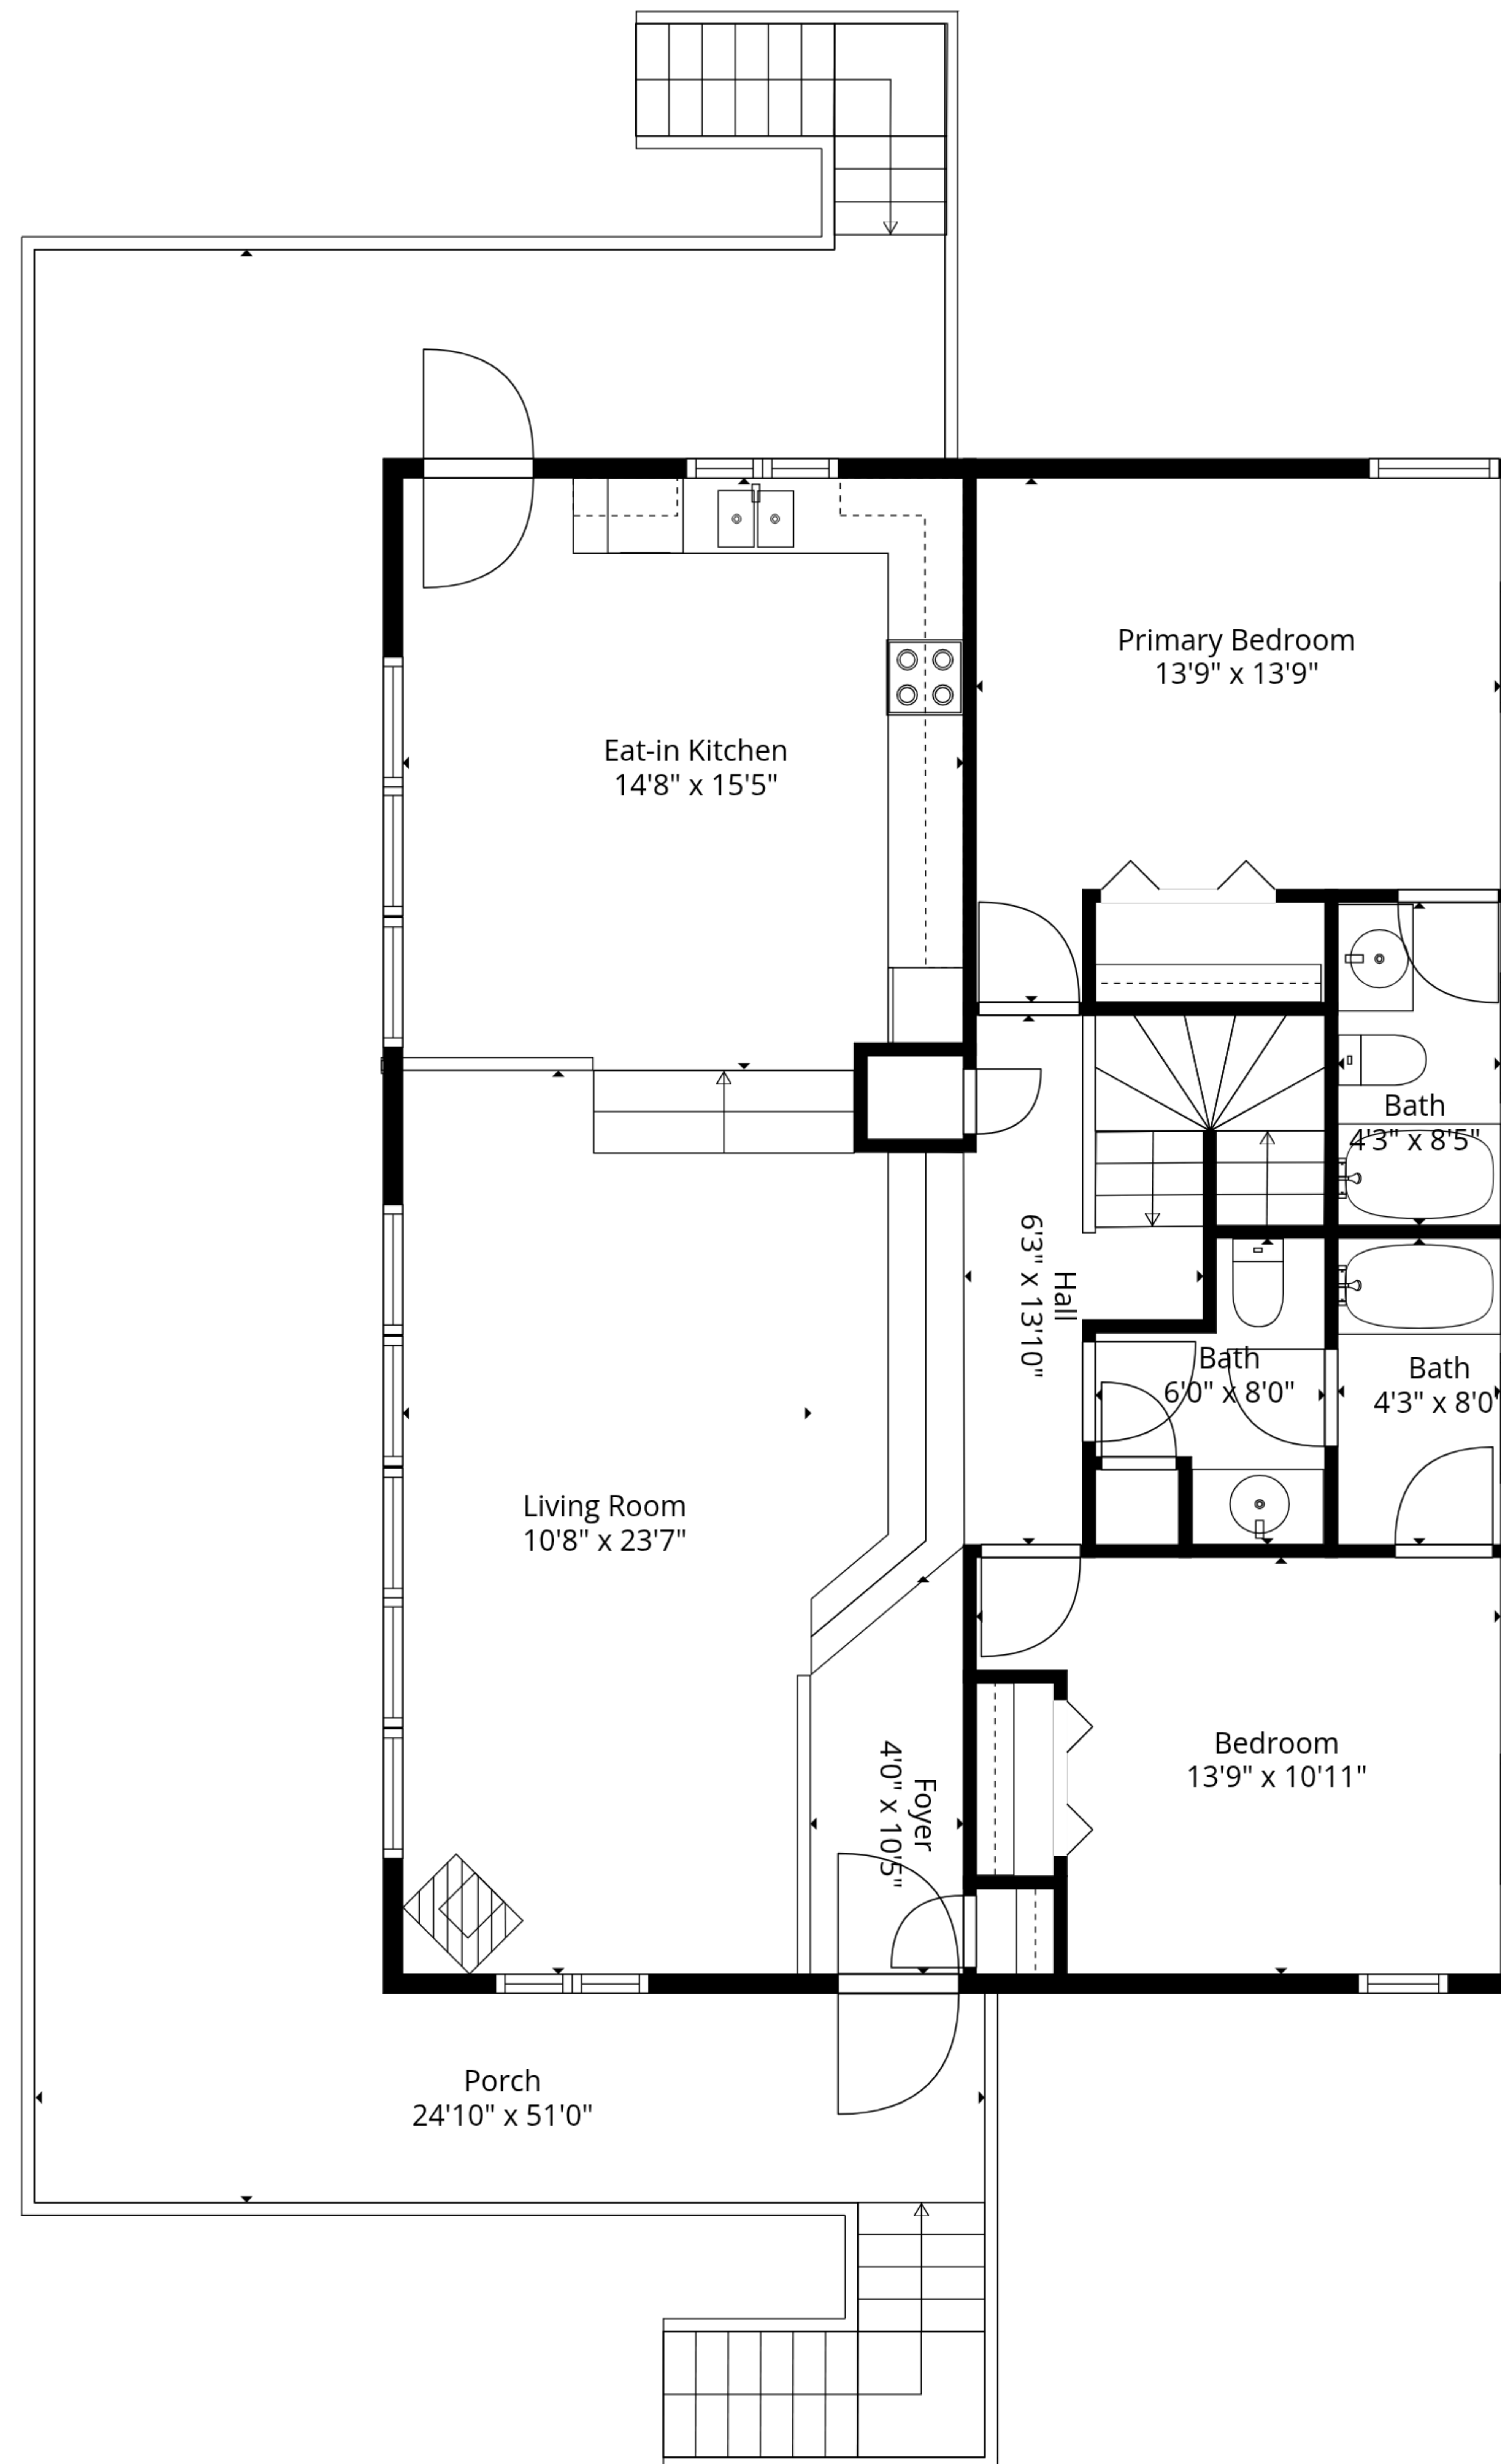 Primary Bedroom
13'9" x 13'9"
Eat-in Kitchen
14'8" x 15'5"
Bath
4'3" x 8'5"
Hall
6'3" x 13'10"
Bath
6'0" x 8'0"
Bath
4'3" x 8'0"
Living Room
10'8" x 23'7"
Bedroom
13'9" x 10'11"
Foyer
4'0" x 10'5"
Porch
24'10" x 51'0"